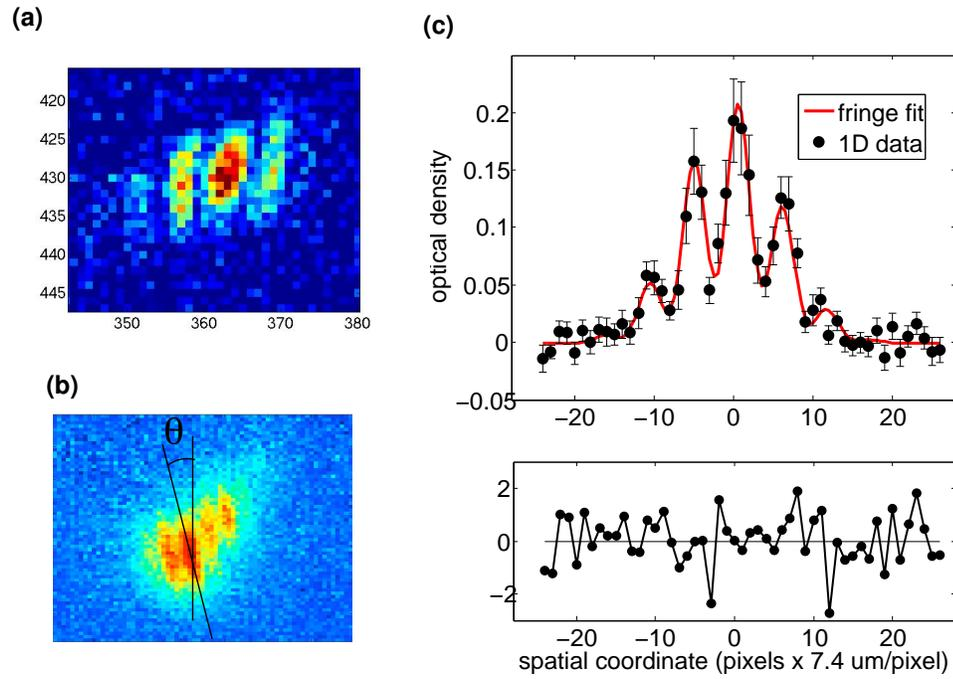 (a)
420
425
430
435
440
445
350 360 370 380
(b)
θ
(c)
optical density
0.2
0.15
0.1
0.05
0
−0.05
fringe fit
1D data
−20 −10 0 10
2
0
−2
−20 −10 0 10
spatial coordinate (pixels x 7.4 um/pixel)